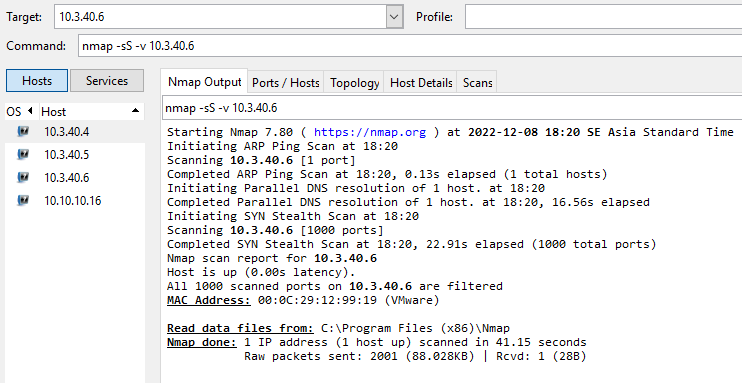 Target: 10.3.40.6 Profile:
Command: nmap -sS -v 10.3.40.6
Hosts Services
Nmap Output Ports / Hosts Topology Host Details Scans
OS Host
10.3.40.4
10.3.40.5
10.3.40.6
10.10.10.16
nmap -sS -v 10.3.40.6
Starting Nmap 7.80 ( https://nmap.org ) at 2022-12-08 18:20 SE Asia Standard Time
Initiating ARP Ping Scan at 18:20
Scanning 10.3.40.6 [1 port]
Completed ARP Ping Scan at 18:20, 0.13s elapsed (1 total hosts)
Initiating Parallel DNS resolution of 1 host. at 18:20
Completed Parallel DNS resolution of 1 host. at 18:20, 16.56s elapsed
Initiating SYN Stealth Scan at 18:20
Scanning 10.3.40.6 [1000 ports]
Completed SYN Stealth Scan at 18:20, 22.91s elapsed (1000 total ports)
Nmap scan report for 10.3.40.6
Host is up (0.00s latency).
All 1000 scanned ports on 10.3.40.6 are filtered
MAC Address: 00:0C:29:12:99:19 (VMware)
Read data files from: C:\Program Files (x86)\Nmap
Nmap done: 1 IP address (1 host up) scanned in 41.15 seconds
Raw packets sent: 2001 (88.028KB) | Rcvd: 1 (28B)